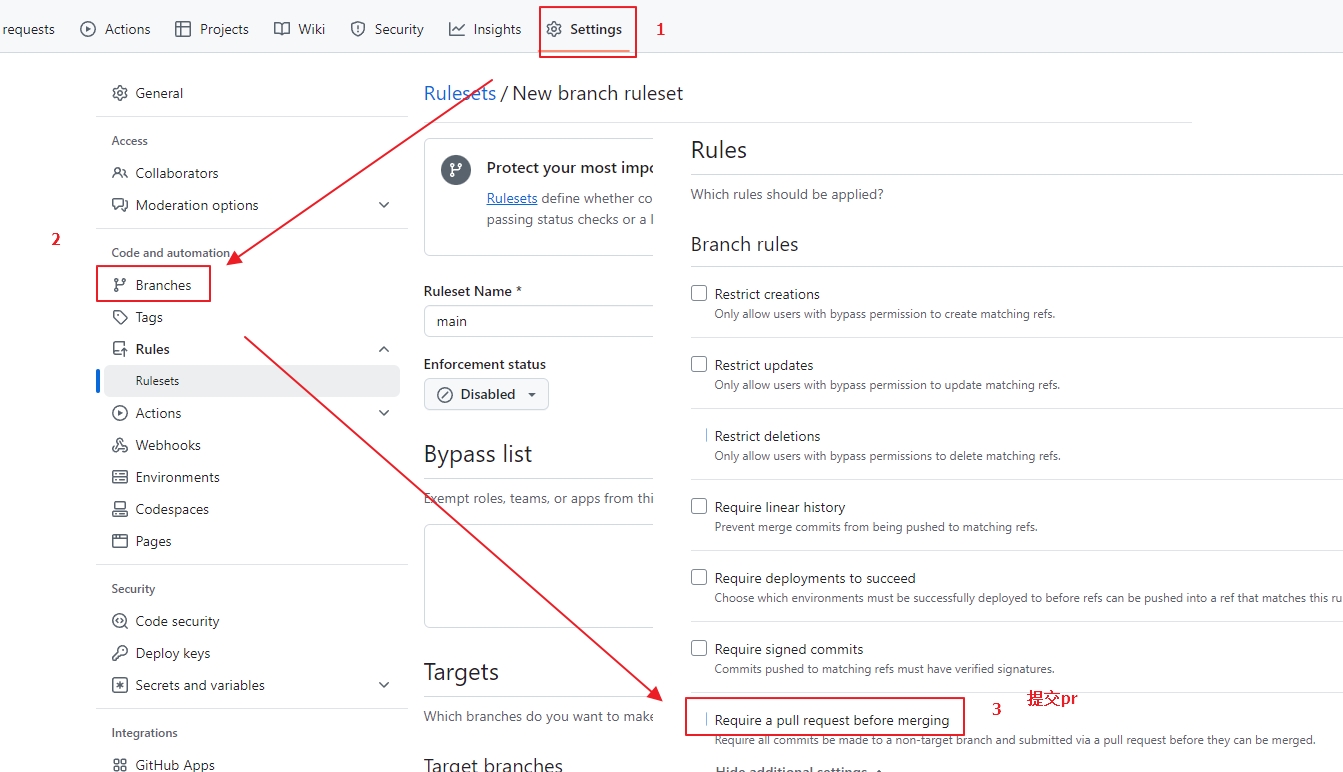 requests Actions Projects Wiki Security Insights Settings 1
General
Access
Collaborators
Moderation options
2
Code and automation
Branches
Tags
Rules
Rulesets
Actions
Webhooks
Environments
Codespaces
Pages
Security
Code security
Deploy keys
Secrets and variables
Integrations
GitHub Apps
Rulesets / New branch ruleset
Protect your most impo
Rulesets define whether co
passing status checks or a l
Ruleset Name *
main
Enforcement status
Disabled
Bypass list
Exempt roles, teams, or apps from thi
Targets
Which branches do you want to make
Target branches
Rules
Which rules should be applied?
Branch rules
Restrict creations
Only allow users with bypass permission to create matching refs.
Restrict updates
Only allow users with bypass permission to update matching refs.
Restrict deletions
Only allow users with bypass permissions to delete matching refs.
Require linear history
Prevent merge commits from being pushed to matching refs.
Require deployments to succeed
Choose which environments must be successfully deployed to before refs can be pushed into a ref that matches this ru
Require signed commits
Commits pushed to matching refs must have verified signatures.
3 提交pr
Require a pull request before merging
Require all commits be made to a non-target branch and submitted via a pull request before they can be merged.
Hide additional settings